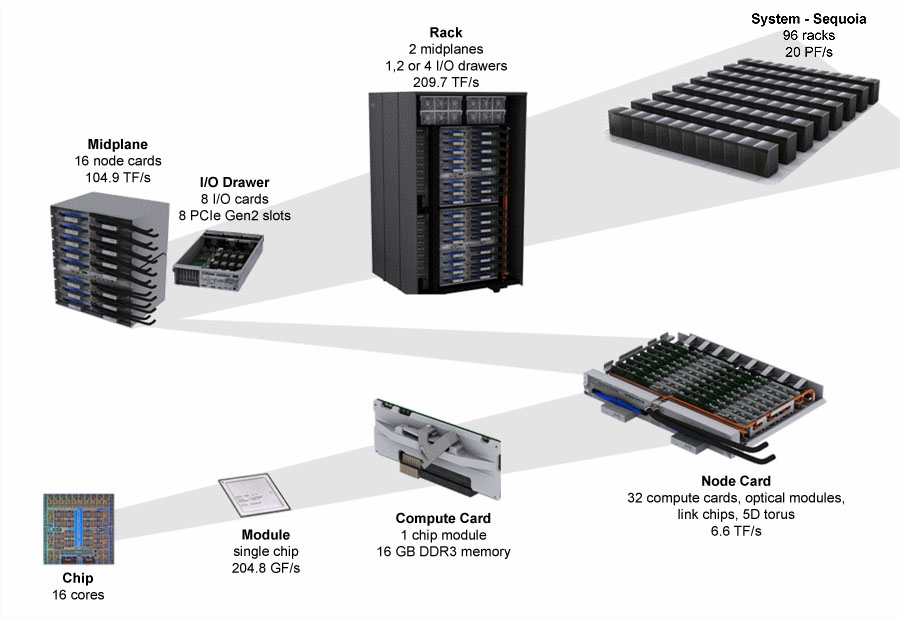 System - Sequoia
96 racks
20 PF/s
Rack
2 midplanes
1,2 or 4 I/O drawers
209.7 TF/s
Midplane
16 node cards
104.9 TF/s
I/O Drawer
8 I/O cards
8 PCIe Gen2 slots
Chip
16 cores
Module
single chip
204.8 GF/s
Compute Card
1 chip module
16 GB DDR3 memory
Node Card
32 compute cards, optical modules,
link chips, 5D torus
6.6 TF/s